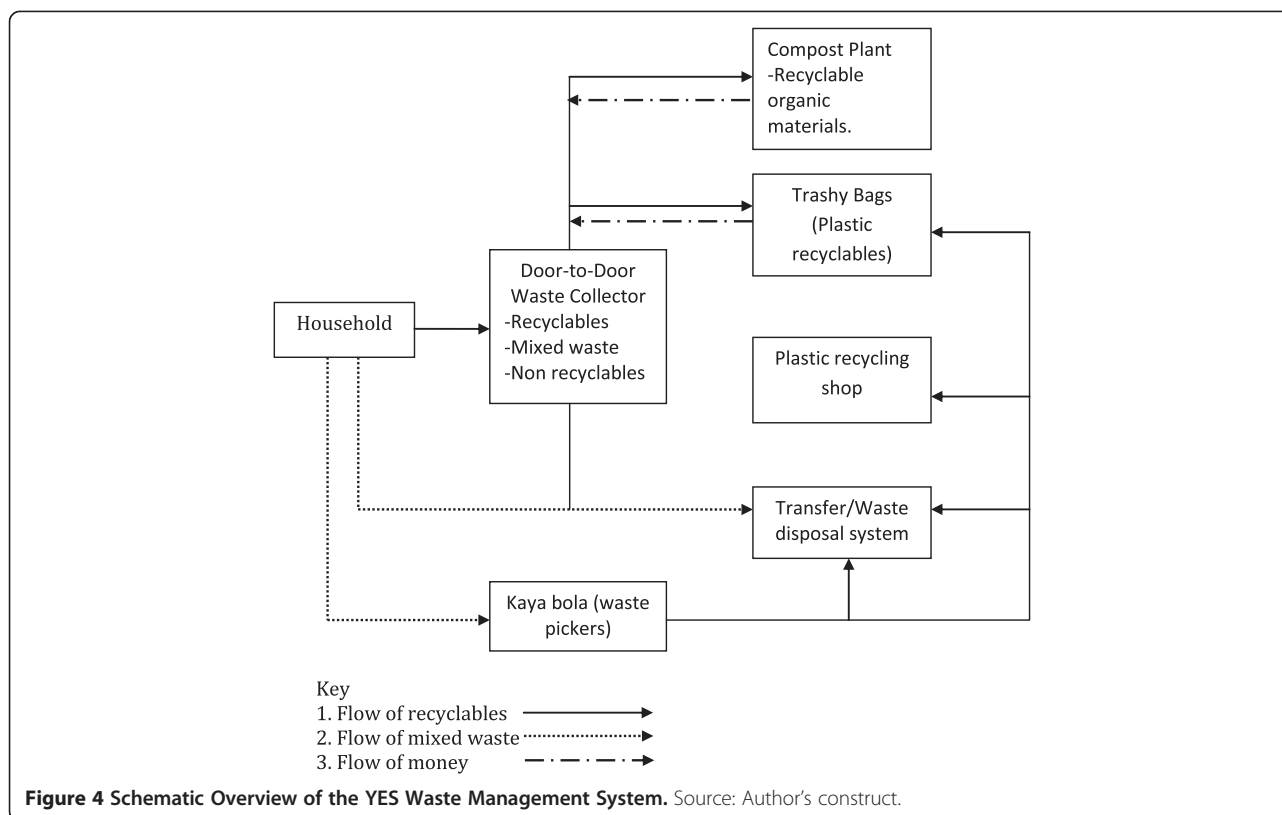 Compost Plant
-Recyclable
organic
materials.
Trashy Bags
(Plastic
recyclables)
Door-to-Door
Waste Collector
-Recyclables
-Mixed waste
-Non recyclables
Household
Plastic recycling
shop
Transfer/Waste
disposal system
Kaya bola (waste
pickers)
Key
1. Flow of recyclables
2. Flow of mixed waste
3. Flow of money
Figure 4 Schematic Overview of the YES Waste Management System. Source: Author’s construct.